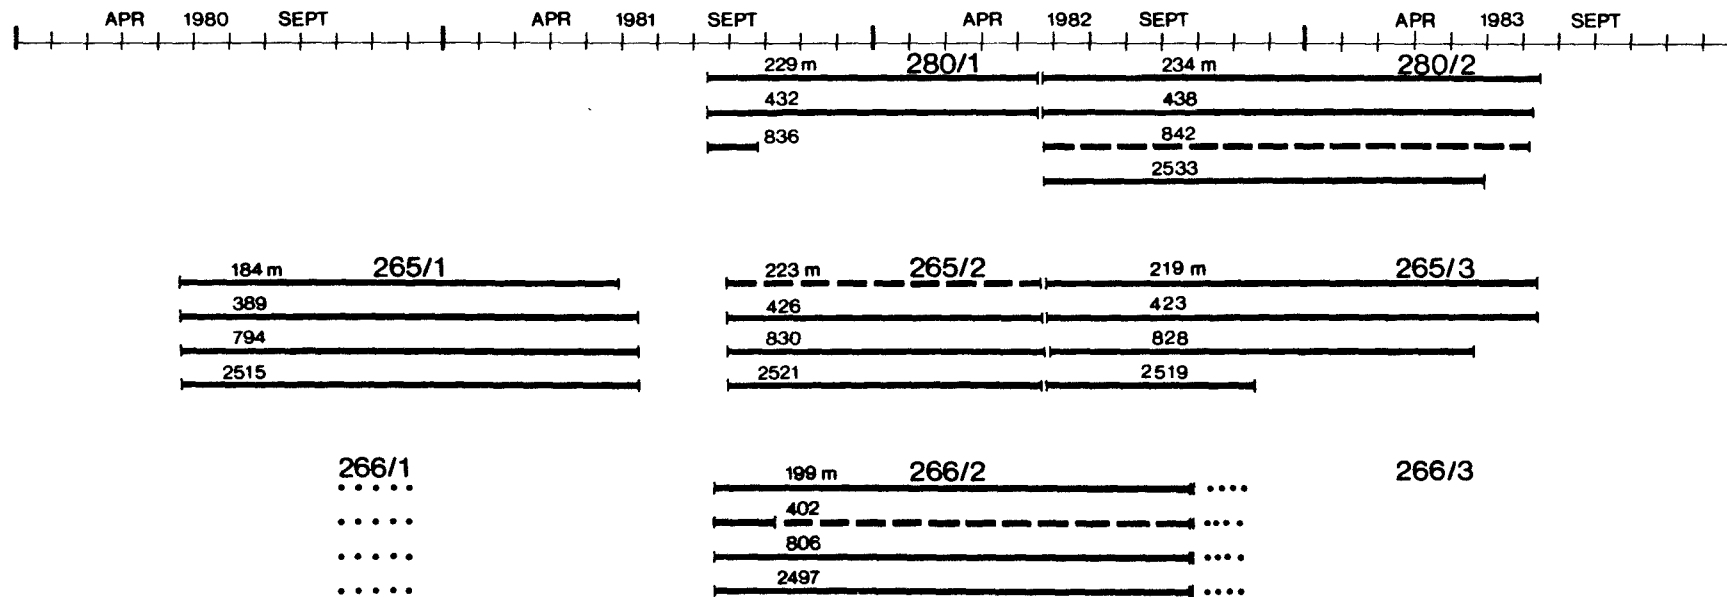 APR 1980 SEPT APR 1981 SEPT APR 1982 SEPT APR 1983 SEPT
229 m 280/1 234 m 280/2
432 438
836 842
2533
184 m 265/1 223 m 265/2 219 m 265/3
389 426 423
794 830 828
2515 2521 2519
266/1 199 m 266/2 266/3
402
806
2497